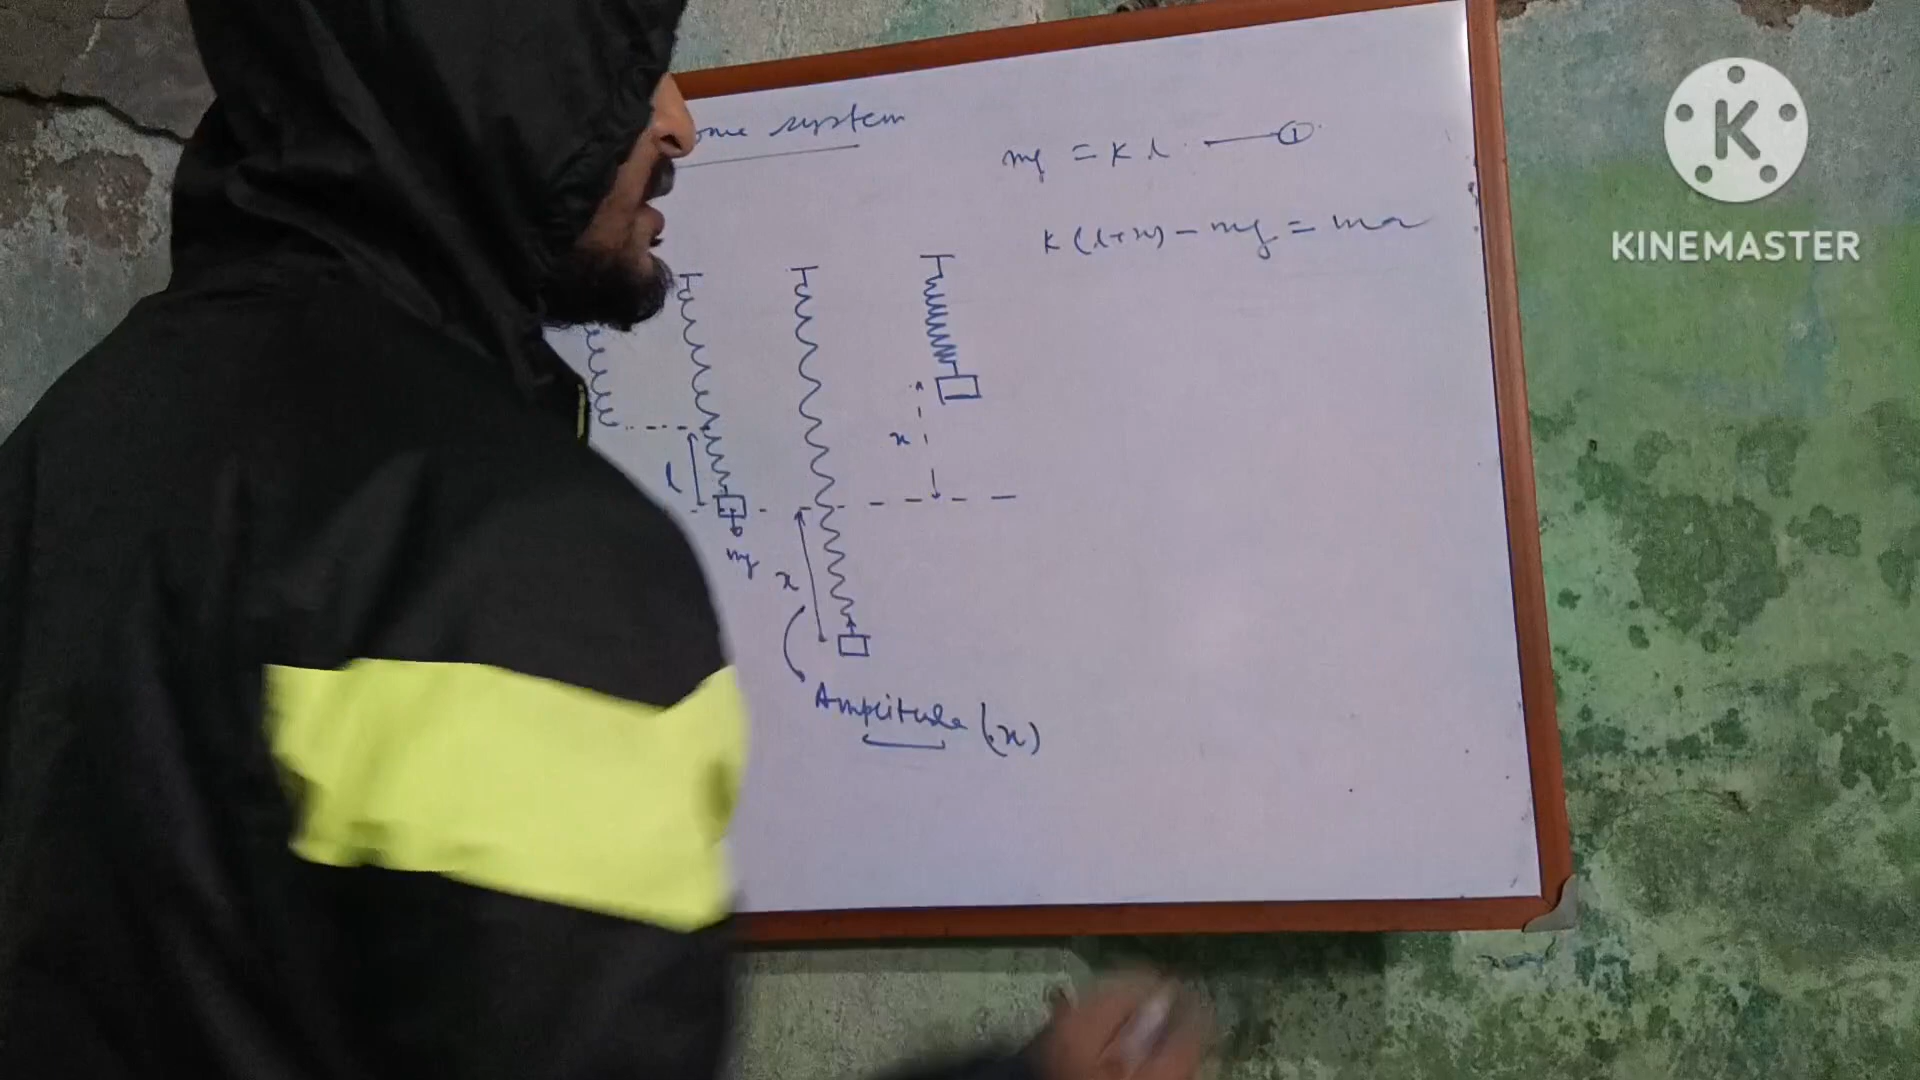 system
mg = K l ①
K (l+x) - mg = ma
x
l
mg
x
Amplitude (x)
K
KINEMASTER